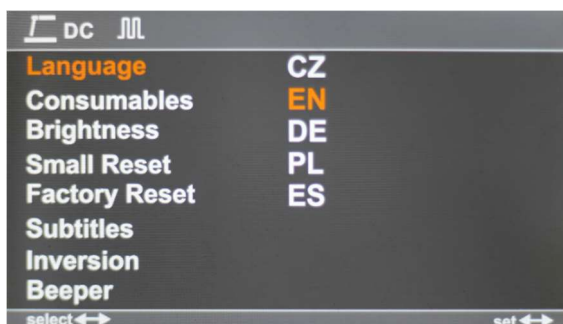 DC
Language CZ
Consumables EN
Brightness DE
Small Reset PL
Factory Reset ES
Subtitles
Inversion
Beeper
select set